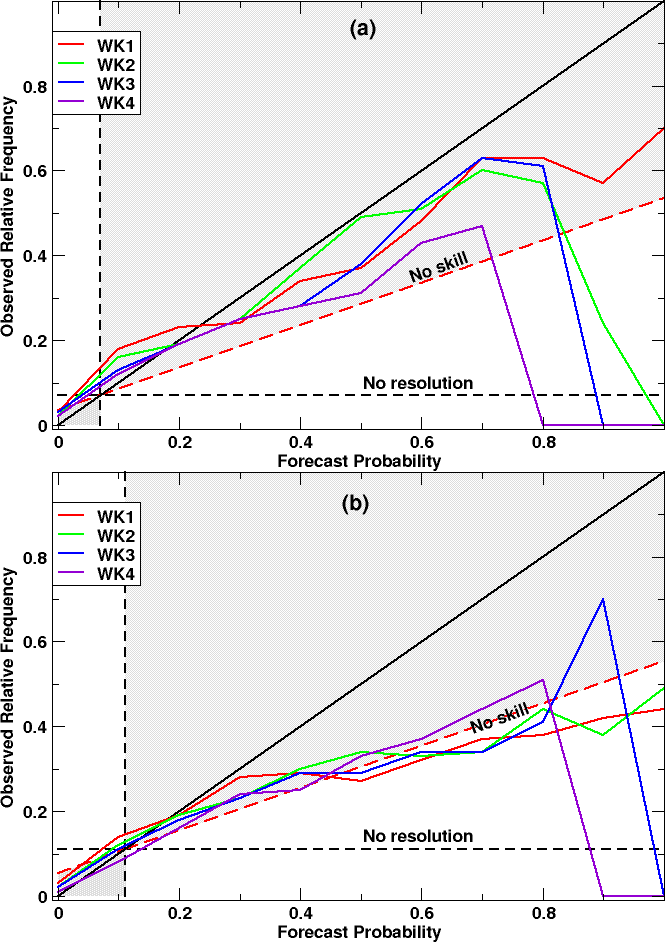 (a)
WK1
WK2
WK3
WK4
0.8
0.6
0.4
0.2
0
Observed Relative Frequency
No skill
No resolution
0 0.2 0.4 0.6 0.8
Forecast Probability
(b)
WK1
WK2
WK3
WK4
0.8
0.6
0.4
0.2
0
Observed Relative Frequency
No skill
No resolution
0 0.2 0.4 0.6 0.8
Forecast Probability